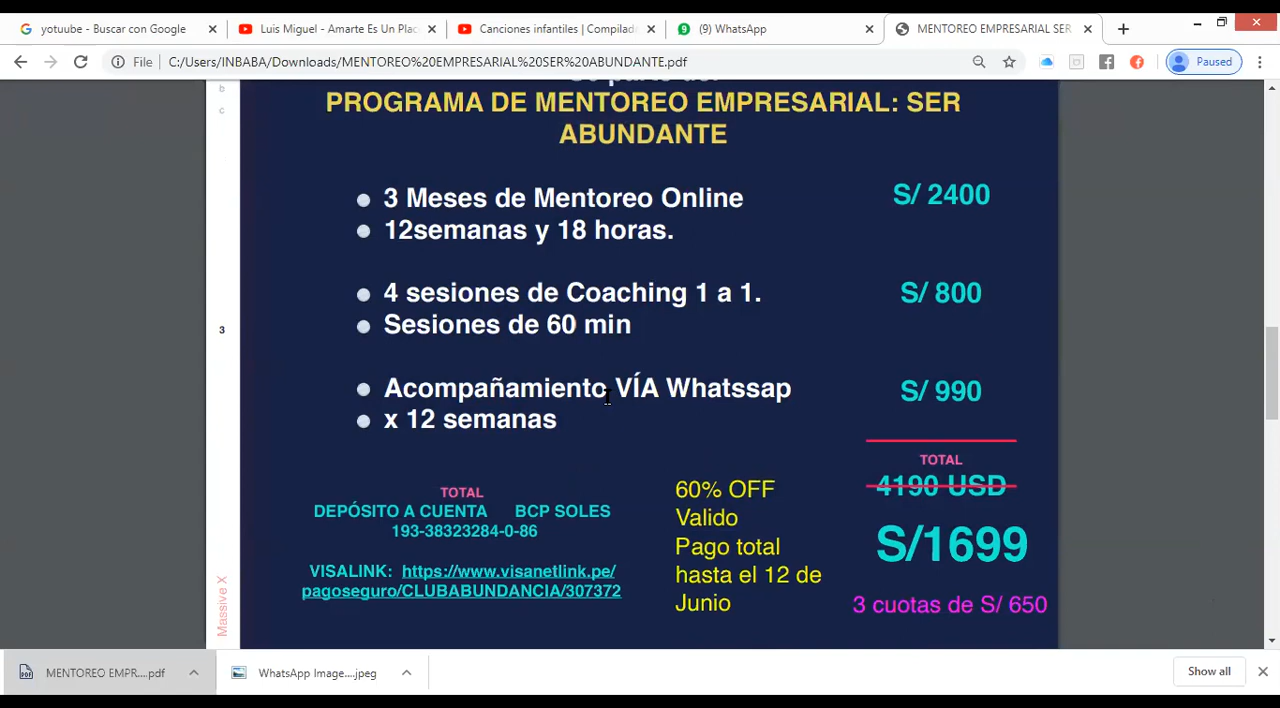 yotuube - Buscar con Google
Luis Miguel - Amarte Es Un Plac
Canciones infantiles | Compilad
(9) WhatsApp
MENTOREO EMPRESARIAL SER
File
C:/Users/INBABA/Downloads/MENTOREO%20EMPRESARIAL%20SER%20ABUNDANTE.pdf
Paused
b
c
PROGRAMA DE MENTOREO EMPRESARIAL: SER
ABUNDANTE
3 Meses de Mentoreo Online
S/ 2400
12semanas y 18 horas.
4 sesiones de Coaching 1 a 1.
S/ 800
Sesiones de 60 min
3
Acompañamiento VÍA Whatssap
S/ 990
x 12 semanas
TOTAL
4190 USD
S/1699
3 cuotas de S/ 650
60% OFF
Valido
Pago total
hasta el 12 de
Junio
TOTAL
DEPÓSITO A CUENTA BCP SOLES
193-38323284-0-86
VISALINK: https://www.visanetlink.pe/
pagoseguro/CLUBABUNDANCIA/307372
Massive X
MENTOREO EMPR....pdf
WhatsApp Image....jpeg
Show all